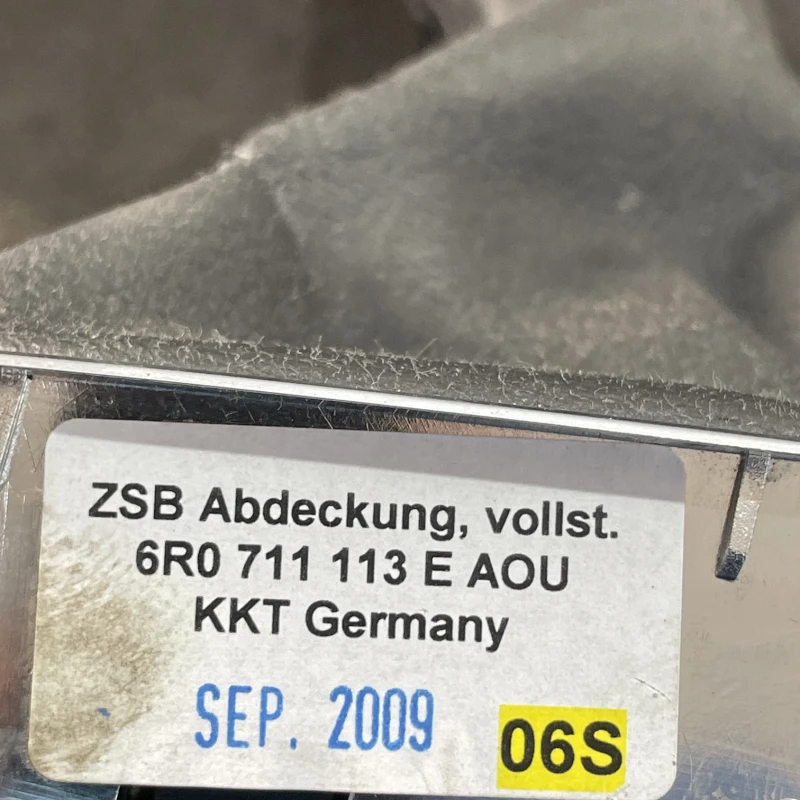 ZSB Abdeckung, vollst.
6R0 711 113 E AOU
KKT Germany
SEP. 2009 06S